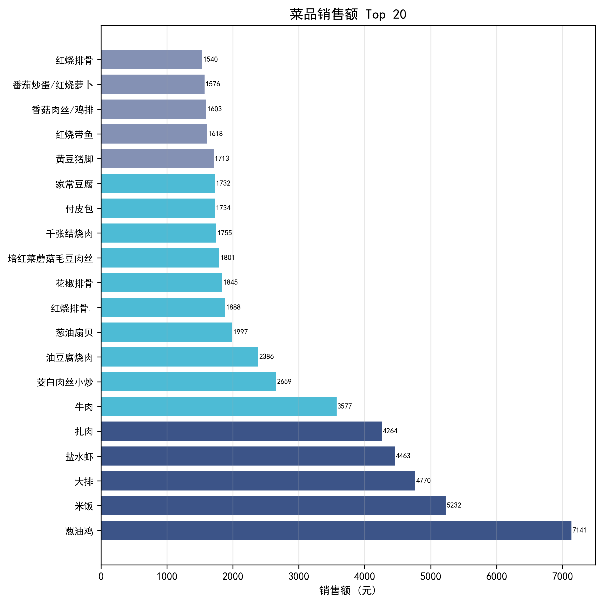 菜品销售额 Top 20
红烧排骨 1540
番茄炒蛋/红烧萝卜 1576
香菇肉丝/鸡排 1603
红烧带鱼 1618
黄豆猪脚 1713
家常豆腐 1732
付皮包 1734
千张结烧肉 1755
培红菜蘑菇毛豆肉丝 1801
花椒排骨 1845
红烧排骨 1888
葱油扇贝 1997
油豆腐烧肉 2386
茭白肉丝小炒 2659
牛肉 3577
扎肉 4264
盐水虾 4463
大排 4770
米饭 5232
葱油鸡 7141
0 1000 2000 3000 4000 5000 6000 7000
销售额 (元)